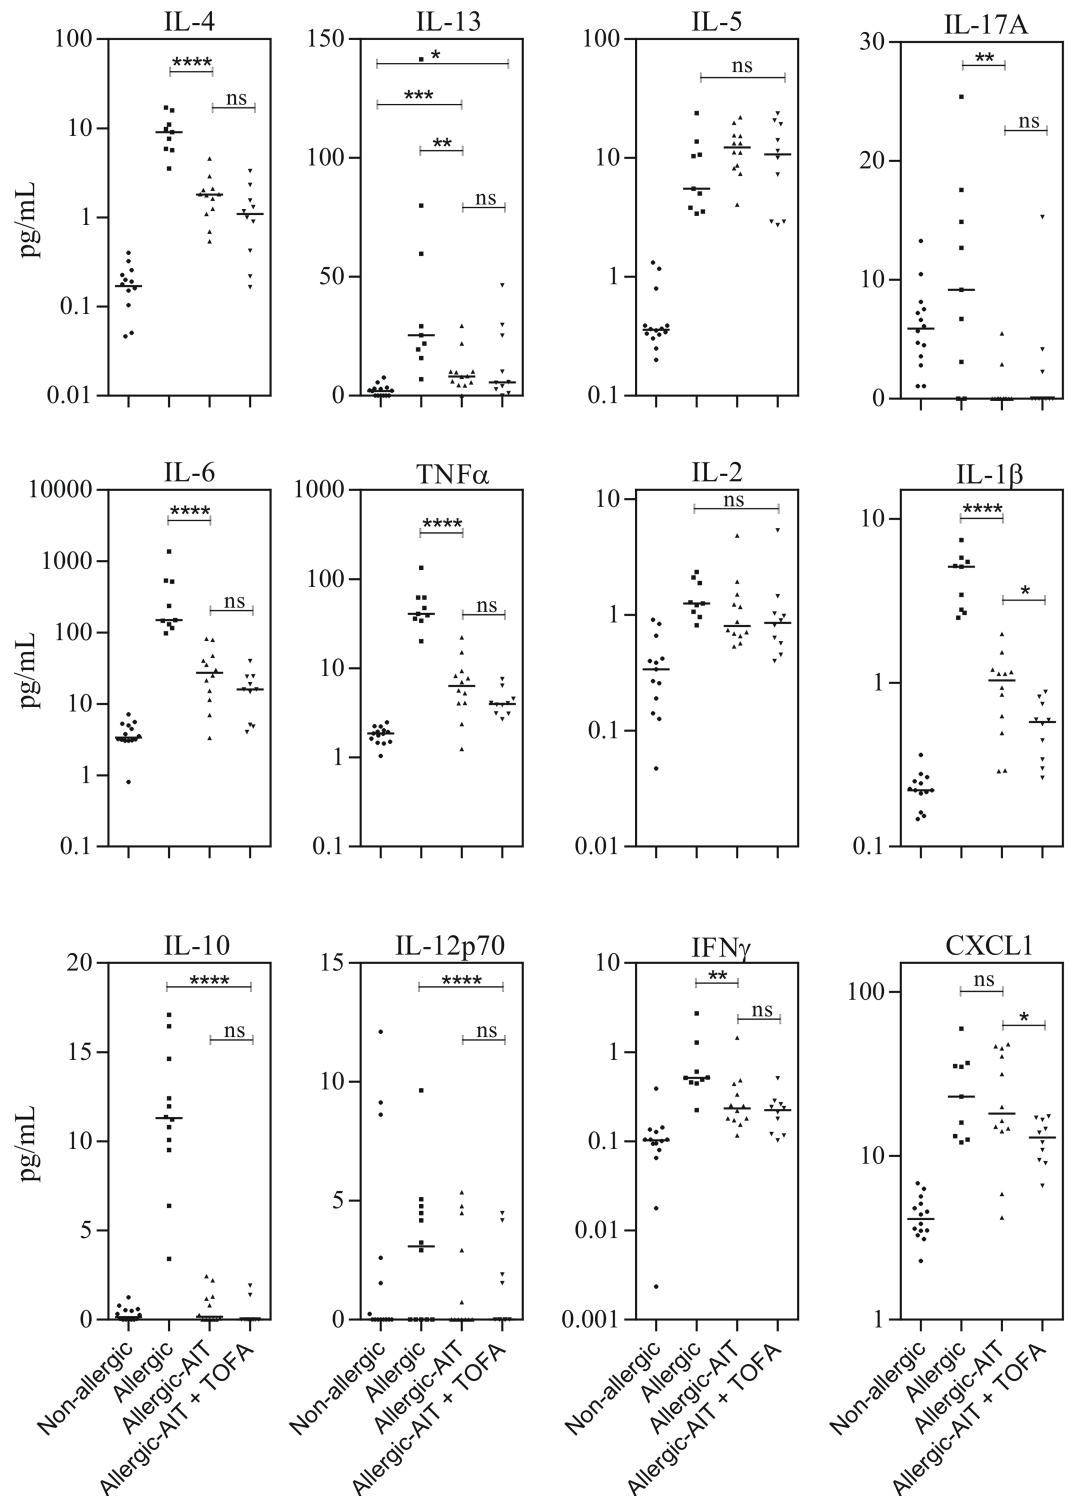 IL-4 IL-13 IL-5 IL-17A
100 **** ns
10
1
0.1
0.01
pg/mL
150 * *** ** ns
100
50
0
100 ns
10
1
0.1
30 ** ns
20
10
0
IL-6 TNFα IL-2 IL-1β
10000 **** ns
1000
100
10
1
0.1
pg/mL
1000 **** ns
100
10
1
0.1
10 ns
1
0.1
0.01
10 **** *
1
0.1
IL-10 IL-12p70 IFNγ CXCL1
20 **** ns
15
10
5
0
pg/mL
15 **** ns
10
5
0
10 ** ns
1
0.1
0.01
0.001
100 ns *
10
1
Non-allergic
Allergic
Allergic-AIT
Allergic-AIT + TOFA
Non-allergic
Allergic
Allergic-AIT
Allergic-AIT + TOFA
Non-allergic
Allergic
Allergic-AIT
Allergic-AIT + TOFA
Non-allergic
Allergic
Allergic-AIT
Allergic-AIT + TOFA